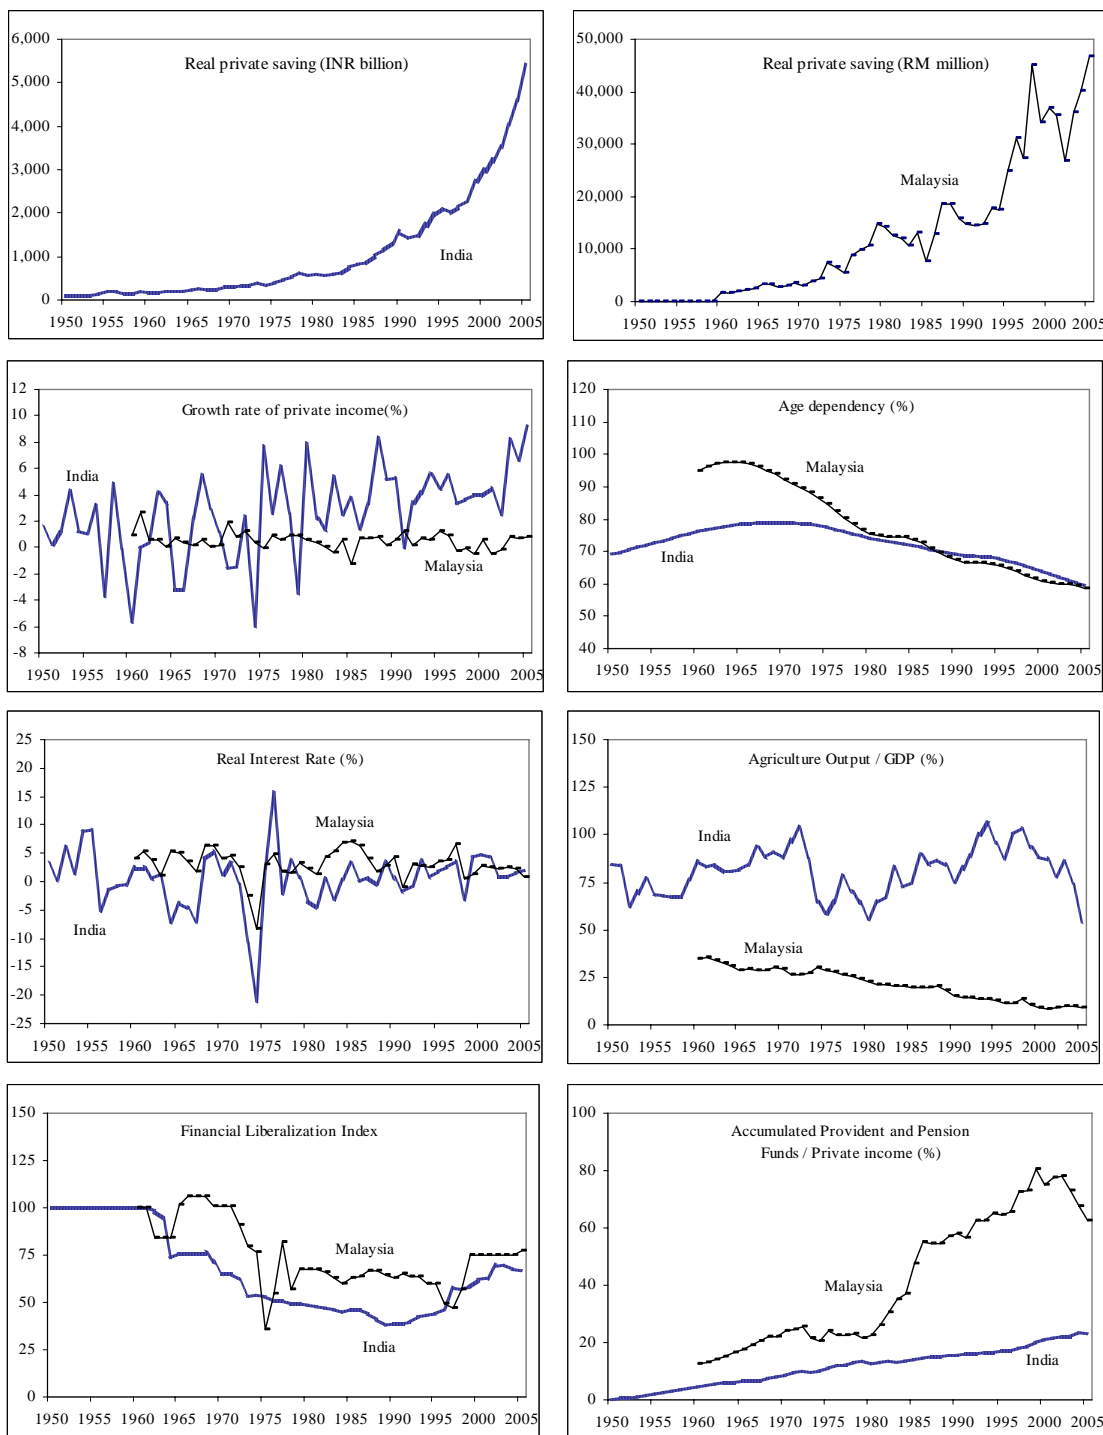 Real private saving (INR billion)
6,000
5,000
4,000
3,000
2,000
1,000
0
India
1950 1955 1960 1965 1970 1975 1980 1985 1990 1995 2000 2005
Real private saving (RM million)
50,000
40,000
30,000
20,000
10,000
0
Malaysia
1950 1955 1960 1965 1970 1975 1980 1985 1990 1995 2000 2005
Growth rate of private income(%)
12
10
8
6
4
2
0
-2
-4
-6
-8
India
Malaysia
1950 1955 1960 1965 1970 1975 1980 1985 1990 1995 2000 2005
Age dependency (%)
120
110
100
90
80
70
60
50
40
Malaysia
India
1950 1955 1960 1965 1970 1975 1980 1985 1990 1995 2000 2005
Real Interest Rate (%)
25
20
15
10
5
0
-5
-10
-15
-20
-25
Malaysia
India
1950 1955 1960 1965 1970 1975 1980 1985 1990 1995 2000 2005
Agriculture Output / GDP (%)
150
125
100
75
50
25
0
India
Malaysia
1950 1955 1960 1965 1970 1975 1980 1985 1990 1995 2000 2005
Financial Liberalization Index
150
125
100
75
50
25
0
Malaysia
India
1950 1955 1960 1965 1970 1975 1980 1985 1990 1995 2000 2005
Accumulated Provident and Pension
Funds / Private income (%)
100
80
60
40
20
0
Malaysia
India
1950 1955 1960 1965 1970 1975 1980 1985 1990 1995 2000 2005